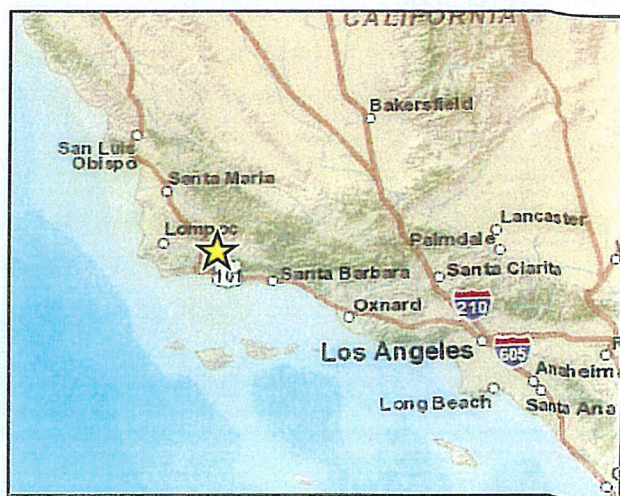 CALIFORNIA
Bakersfield
San Luis
Obispo
Santa Maria
Lompoc
Lancaster
Palmdale
101
Santa Barbara
Santa Clarita
Oxnard
210
Los Angeles
605
Anaheim
Long Beach
Santa Ana